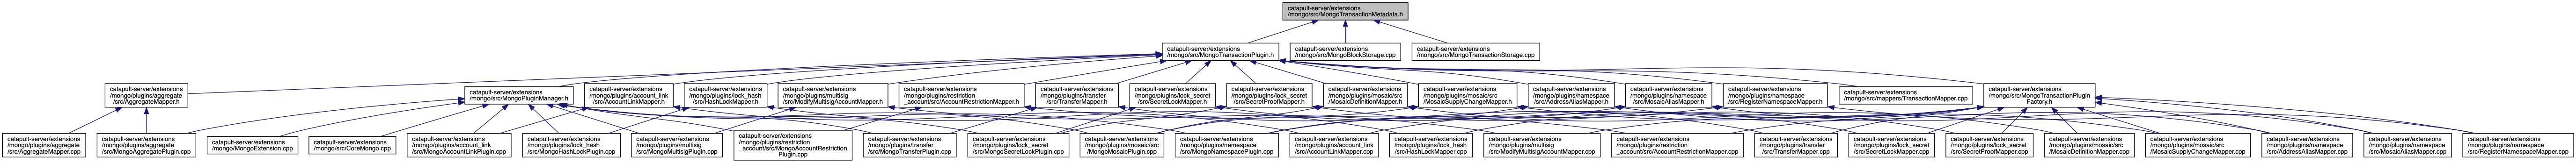 catapult-server/extensions
/mongo/src/MongoTransactionMetadata.h
catapult-server/extensions
/mongo/src/MongoTransactionPlugin.h
catapult-server/extensions
/mongo/src/MongoBlockStorage.cpp
catapult-server/extensions
/mongo/src/MongoTransactionStorage.cpp
catapult-server/extensions
/mongo/plugins/aggregate
/src/AggregateMapper.h
catapult-server/extensions
/mongo/src/MongoPluginManager.h
catapult-server/extensions
/mongo/plugins/account_link
/src/AccountLinkMapper.h
catapult-server/extensions
/mongo/plugins/lock_hash
/src/HashLockMapper.h
catapult-server/extensions
/mongo/plugins/multisig
/src/ModifyMultisigAccountMapper.h
catapult-server/extensions
/mongo/plugins/restriction
_account/src/AccountRestrictionMapper.h
catapult-server/extensions
/mongo/plugins/transfer
/src/TransferMapper.h
catapult-server/extensions
/mongo/plugins/lock_secret
/src/SecretLockMapper.h
catapult-server/extensions
/mongo/plugins/lock_secret
/src/SecretProofMapper.h
catapult-server/extensions
/mongo/plugins/mosaic/src
/MosaicDefinitionMapper.h
catapult-server/extensions
/mongo/plugins/mosaic/src
/MosaicSupplyChangeMapper.h
catapult-server/extensions
/mongo/plugins/namespace
/src/AddressAliasMapper.h
catapult-server/extensions
/mongo/plugins/namespace
/src/MosaicAliasMapper.h
catapult-server/extensions
/mongo/plugins/namespace
/src/RegisterNamespaceMapper.h
catapult-server/extensions
/mongo/src/mappers/TransactionMapper.cpp
catapult-server/extensions
/mongo/src/MongoTransactionPlugin
Factory.h
catapult-server/extensions
/mongo/plugins/aggregate
/src/AggregateMapper.cpp
catapult-server/extensions
/mongo/plugins/aggregate
/src/MongoAggregatePlugin.cpp
catapult-server/extensions
/mongo/MongoExtension.cpp
catapult-server/extensions
/mongo/src/CoreMongo.cpp
catapult-server/extensions
/mongo/plugins/account_link
/src/MongoAccountLinkPlugin.cpp
catapult-server/extensions
/mongo/plugins/lock_hash
/src/MongoHashLockPlugin.cpp
catapult-server/extensions
/mongo/plugins/multisig
/src/MongoMultisigPlugin.cpp
catapult-server/extensions
/mongo/plugins/restriction
_account/src/MongoAccountRestriction
Plugin.cpp
catapult-server/extensions
/mongo/plugins/transfer
/src/MongoTransferPlugin.cpp
catapult-server/extensions
/mongo/plugins/lock_secret
/src/MongoSecretLockPlugin.cpp
catapult-server/extensions
/mongo/plugins/mosaic/src
/MongoMosaicPlugin.cpp
catapult-server/extensions
/mongo/plugins/namespace
/src/MongoNamespacePlugin.cpp
catapult-server/extensions
/mongo/plugins/account_link
/src/AccountLinkMapper.cpp
catapult-server/extensions
/mongo/plugins/lock_hash
/src/HashLockMapper.cpp
catapult-server/extensions
/mongo/plugins/multisig
/src/ModifyMultisigAccountMapper.cpp
catapult-server/extensions
/mongo/plugins/restriction
_account/src/AccountRestrictionMapper.cpp
catapult-server/extensions
/mongo/plugins/transfer
/src/TransferMapper.cpp
catapult-server/extensions
/mongo/plugins/lock_secret
/src/SecretLockMapper.cpp
catapult-server/extensions
/mongo/plugins/lock_secret
/src/SecretProofMapper.cpp
catapult-server/extensions
/mongo/plugins/mosaic/src
/MosaicDefinitionMapper.cpp
catapult-server/extensions
/mongo/plugins/mosaic/src
/MosaicSupplyChangeMapper.cpp
catapult-server/extensions
/mongo/plugins/namespace
/src/AddressAliasMapper.cpp
catapult-server/extensions
/mongo/plugins/namespace
/src/MosaicAliasMapper.cpp
catapult-server/extensions
/mongo/plugins/namespace
/src/RegisterNamespaceMapper.cpp